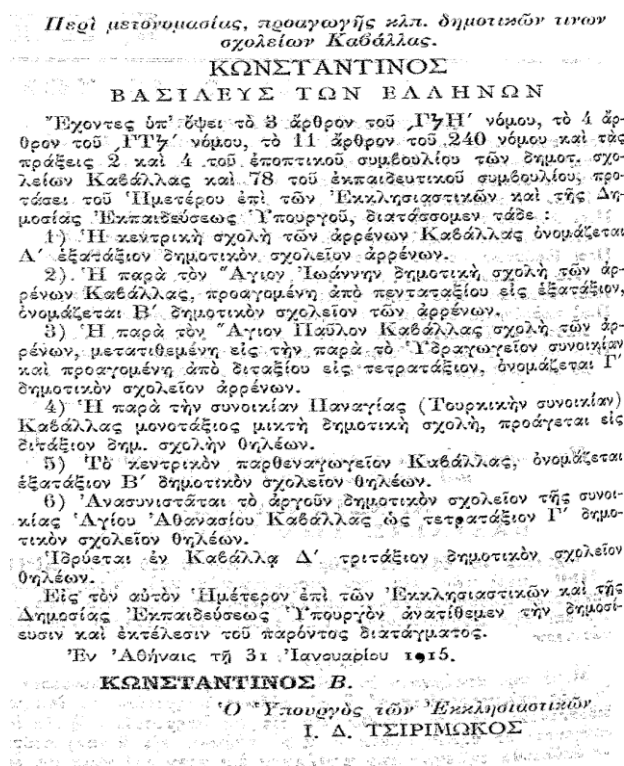 Περὶ μετονομασίας, προαγωγῆς κλπ. δημοτικῶν τινων
σχολείων Καβάλλας.
ΚΩΝΣΤΑΝΤΙΝΟΣ
ΒΑΣΙΛΕΥΣ ΤΩΝ ΕΛΛΗΝΩΝ
Ἔχοντες ὑπ' ὄψει τὸ 3 ἄρθρον τοῦ ͵ΓϟΗ′ νόμου, τὸ 4 ἄρ-
θρον τοῦ ͵ΓΤϟ′ νόμου, τὸ 11 ἄρθρον τοῦ 240 νόμου καὶ τὰς
πράξεις 2 καὶ 4 τοῦ ἐποπτικοῦ συμβουλίου τῶν δημοτ. σχο-
λείων Καβάλλας καὶ 78 τοῦ ἐκπαιδευτικοῦ συμβουλίου, προ-
τάσει τοῦ Ἡμετέρου ἐπὶ τῶν Ἐκκλησιαστικῶν καὶ τῆς Δη-
μοσίας Ἐκπαιδεύσεως Ὑπουργοῦ, διατάσσομεν τάδε :
1) Ἡ κεντρικὴ σχολὴ τῶν ἀρρένων Καβάλλας ὀνομάζεται
Α′ ἑξατάξιον δημοτικὸν σχολεῖον ἀρρένων.
2) Ἡ παρὰ τὸν Ἅγιον Ἰωάννην δημοτικὴ σχολὴ τῶν ἀρ-
ρένων Καβάλλας, προαγομένη ἀπὸ πενταταξίου εἰς ἑξατάξιον,
ὀνομάζεται Β′ δημοτικὸν σχολεῖον τῶν ἀρρένων.
3) Ἡ παρὰ τὸν Ἅγιον Παῦλον Καβάλλας σχολὴ τῶν ἀρ-
ρένων, μετατιθεμένη εἰς τὴν παρὰ τὸ Ὑδραγωγεῖον συνοικίαν
καὶ προαγομένη ἀπὸ διταξίου εἰς τετρατάξιον, ὀνομάζεται Γ′
δημοτικὸν σχολεῖον ἀρρένων.
4) Ἡ παρὰ τὴν συνοικίαν Παναγίας (Τουρκικὴν συνοικίαν)
Καβάλλας μονοτάξιος μικτὴ δημοτικὴ σχολή, προάγεται εἰς
διτάξιον δημ. σχολὴν θηλέων.
5) Τὸ κεντρικὸν παρθεναγωγεῖον Καβάλλας, ὀνομάζεται
ἑξατάξιον Β′ δημοτικὸν σχολεῖον θηλέων.
6) Ἀνασυνιστᾶται τὸ ἀργοῦν δημοτικὸν σχολεῖον τῆς συνοι-
κίας Ἁγίου Ἀθανασίου Καβάλλας ὡς τετρατάξιον Γ′ δημο-
τικὸν σχολεῖον θηλέων.
Ἱδρύεται ἐν Καβάλλᾳ Δ′ τριτάξιον δημοτικὸν σχολεῖον
θηλέων.
Εἰς τὸν αὐτὸν Ἡμέτερον ἐπὶ τῶν Ἐκκλησιαστικῶν καὶ τῆς
Δημοσίας Ἐκπαιδεύσεως Ὑπουργὸν ἀνατίθεμεν τὴν δημοσί-
ευσιν καὶ ἐκτέλεσιν τοῦ παρόντος διατάγματος.
Ἐν Ἀθήναις τῇ 31 Ἰανουαρίου 1915.
ΚΩΝΣΤΑΝΤΙΝΟΣ Β.
Ὁ Ὑπουργὸς τῶν Ἐκκλησιαστικῶν
Ι. Δ. ΤΣΙΡΙΜΩΚΟΣ